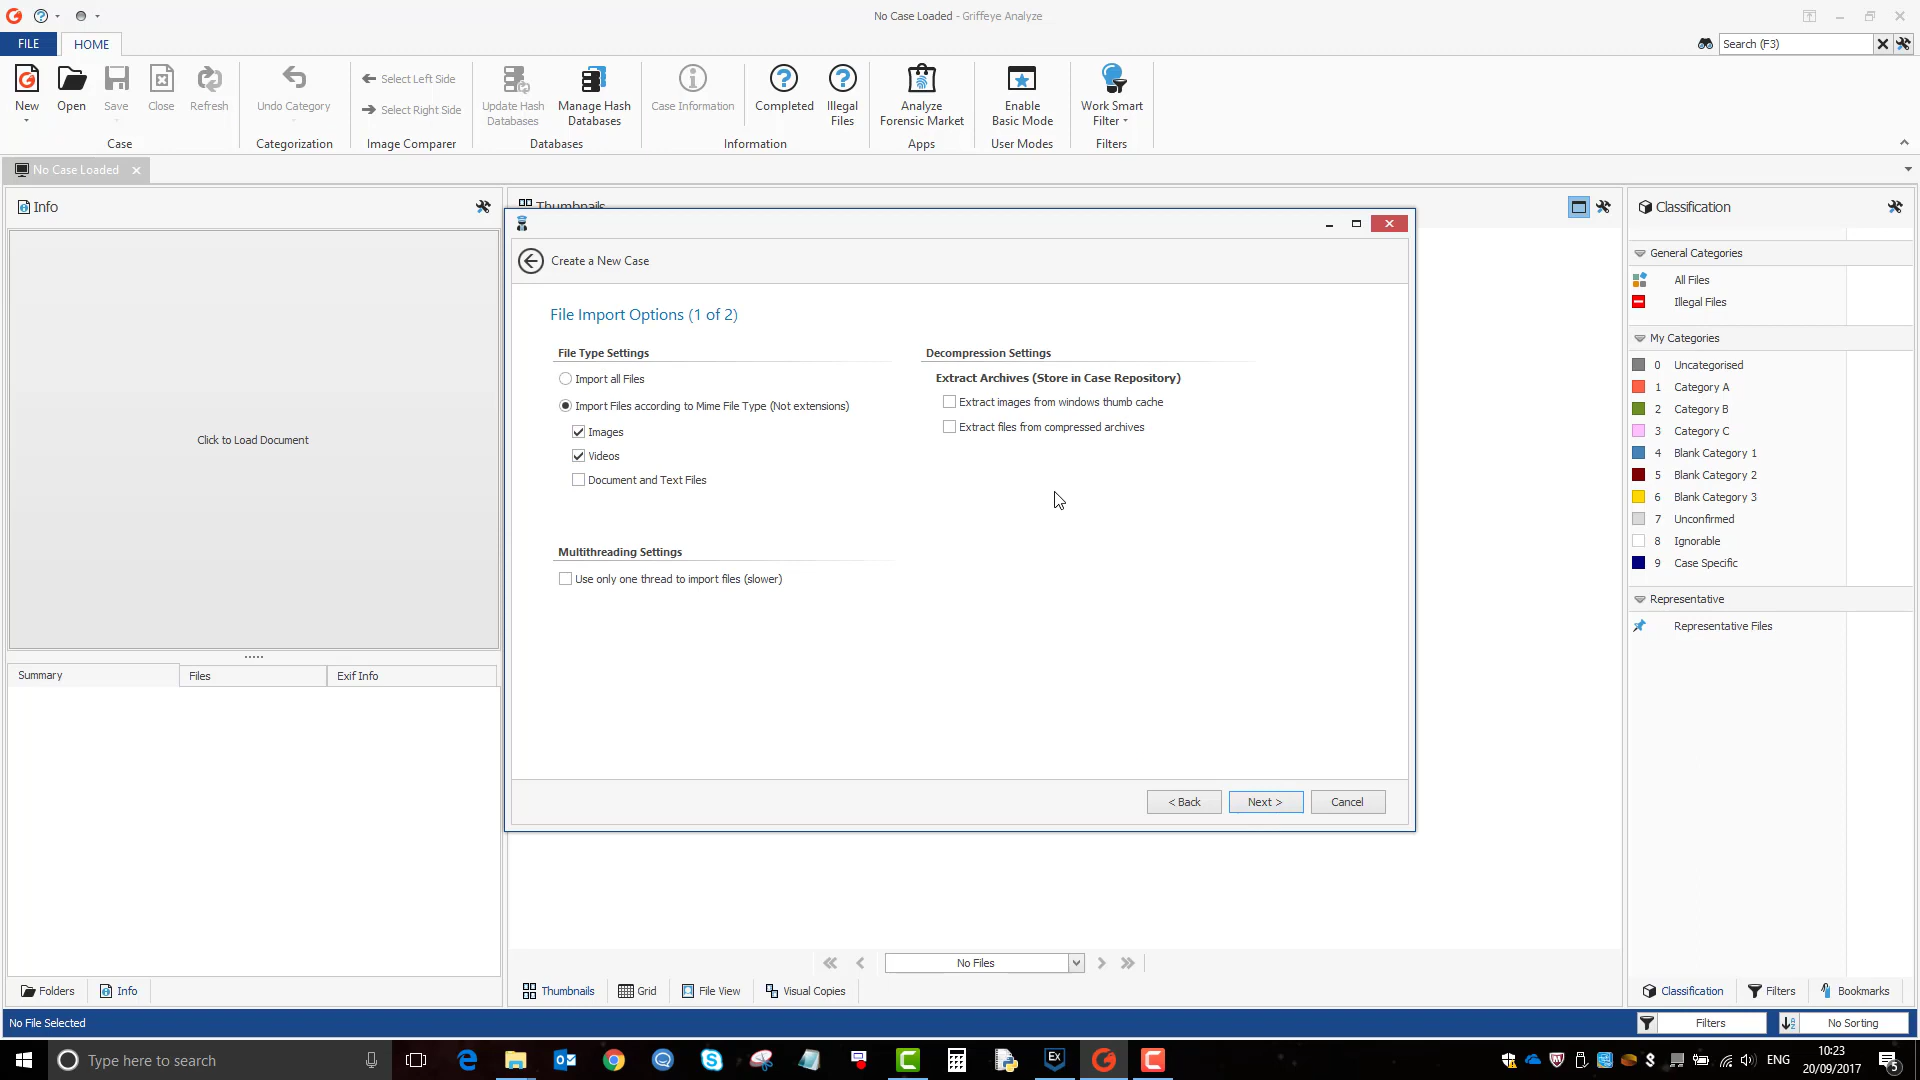 No Case Loaded - Griffeye Analyze
FILE
HOME
Search (F3)
New
Open
Save
Close
Refresh
Case
Undo Category
Categorization
Select Left Side
Select Right Side
Image Comparer
Update Hash
Databases
Manage Hash
Databases
Databases
Case Information
Completed
Illegal
Files
Information
Analyze
Forensic Market
Apps
Enable
Basic Mode
User Modes
Work Smart
Filter
Filters
No Case Loaded
Info
Click to Load Document
Summary
Files
Exif Info
Folders
Info
Thumbnails
Create a New Case
File Import Options (1 of 2)
File Type Settings
Import all Files
Import Files according to Mime File Type (Not extensions)
Images
Videos
Document and Text Files
Multithreading Settings
Use only one thread to import files (slower)
Decompression Settings
Extract Archives (Store in Case Repository)
Extract images from windows thumb cache
Extract files from compressed archives
< Back
Next >
Cancel
No Files
Thumbnails
Grid
File View
Visual Copies
Classification
General Categories
All Files
Illegal Files
My Categories
0 Uncategorised
1 Category A
2 Category B
3 Category C
4 Blank Category 1
5 Blank Category 2
6 Blank Category 3
7 Unconfirmed
8 Ignorable
9 Case Specific
Representative
Representative Files
Classification
Filters
Bookmarks
No File Selected
Filters
No Sorting
Type here to search
Ex
ENG
10:23
20/09/2017
5